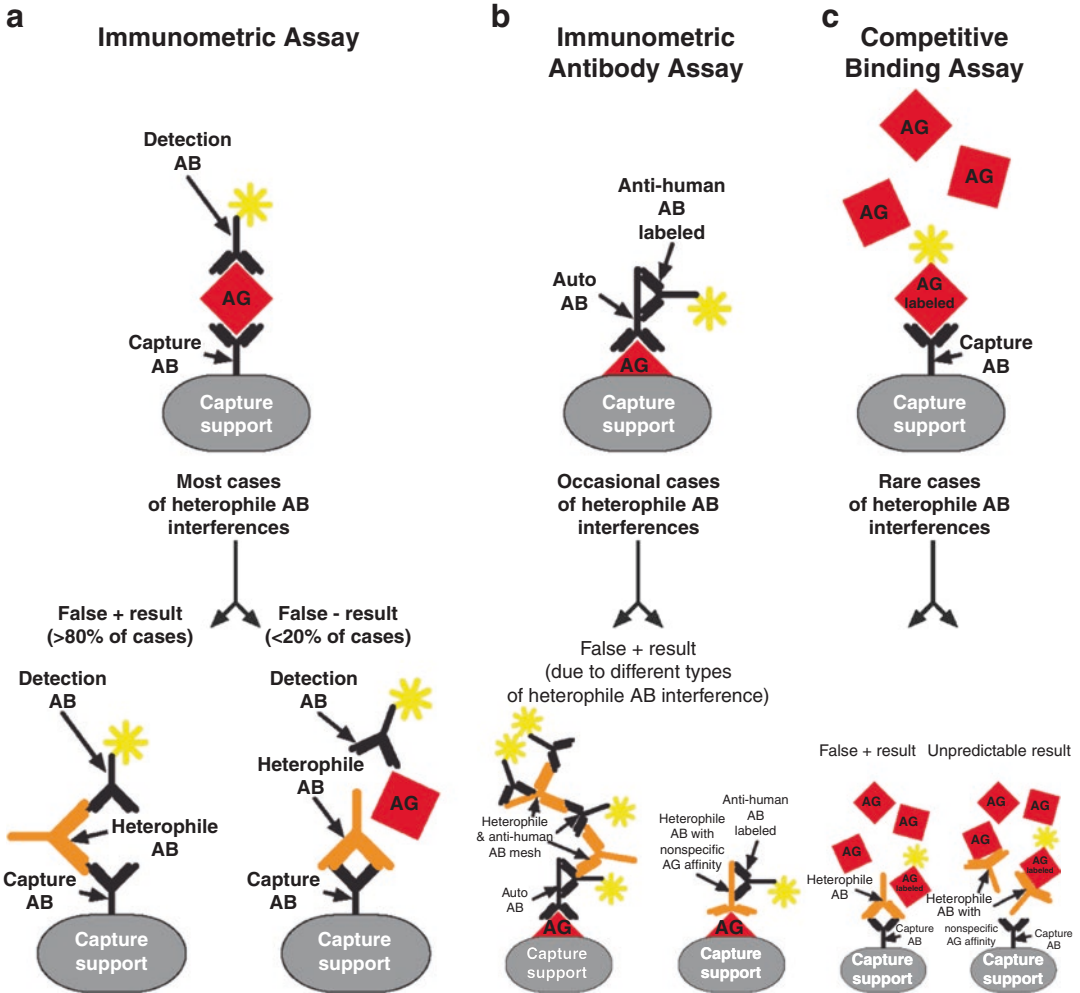 a
Immunometric Assay
Detection
AB
AG
Capture
AB
Capture
support
Most cases
of heterophile AB
interferences
False + result
(>80% of cases)
False - result
(<20% of cases)
Detection
AB
Heterophile
AB
Capture
AB
Capture
support
Detection
AB
Heterophile
AB
AG
Capture
AB
Capture
support
b
Immunometric
Antibody Assay
Anti-human
AB
labeled
Auto
AB
AG
Capture
support
Occasional cases
of heterophile AB
interferences
False + result
(due to different types
of heterophile AB interference)
Heterophile
& anti-human
AB mesh
Auto
AB
AG
Capture
support
Heterophile
AB with
nonspecific
AG affinity
Anti-human
AB
labeled
AG
Capture
support
c
Competitive
Binding Assay
AG
AG
AG
AG
labeled
Capture
AB
Capture
support
Rare cases
of heterophile AB
interferences
False + result
Unpredictable result
AG
AG
AG
AG
labeled
Heterophile
AB
Capture
AB
Capture
support
AG
AG
AG
AG
labeled
Heterophile
AB with
nonspecific
AG affinity
Capture
AB
Capture
support